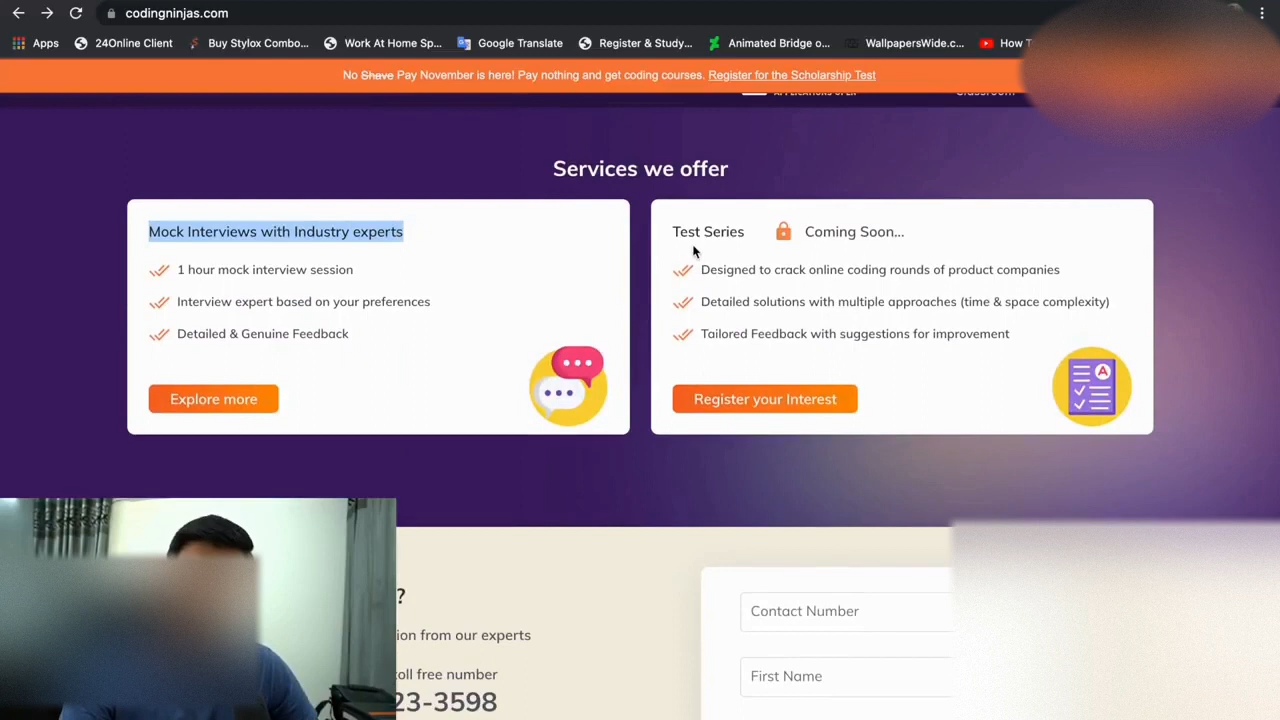 codingninjas.com
Apps 24Online Client Buy Stylox Combo... Work At Home Sp... Google Translate Register & Study... Animated Bridge o... WallpapersWide.c... How T
No Shave Pay November is here! Pay nothing and get coding courses. Register for the Scholarship Test
Services we offer
Mock Interviews with Industry experts
1 hour mock interview session
Interview expert based on your preferences
Detailed & Genuine Feedback
Explore more
Test Series Coming Soon...
Designed to crack online coding rounds of product companies
Detailed solutions with multiple approaches (time & space complexity)
Tailored Feedback with suggestions for improvement
A
Register your Interest
?
ion from our experts
oll free number
23-3598
Contact Number
First Name